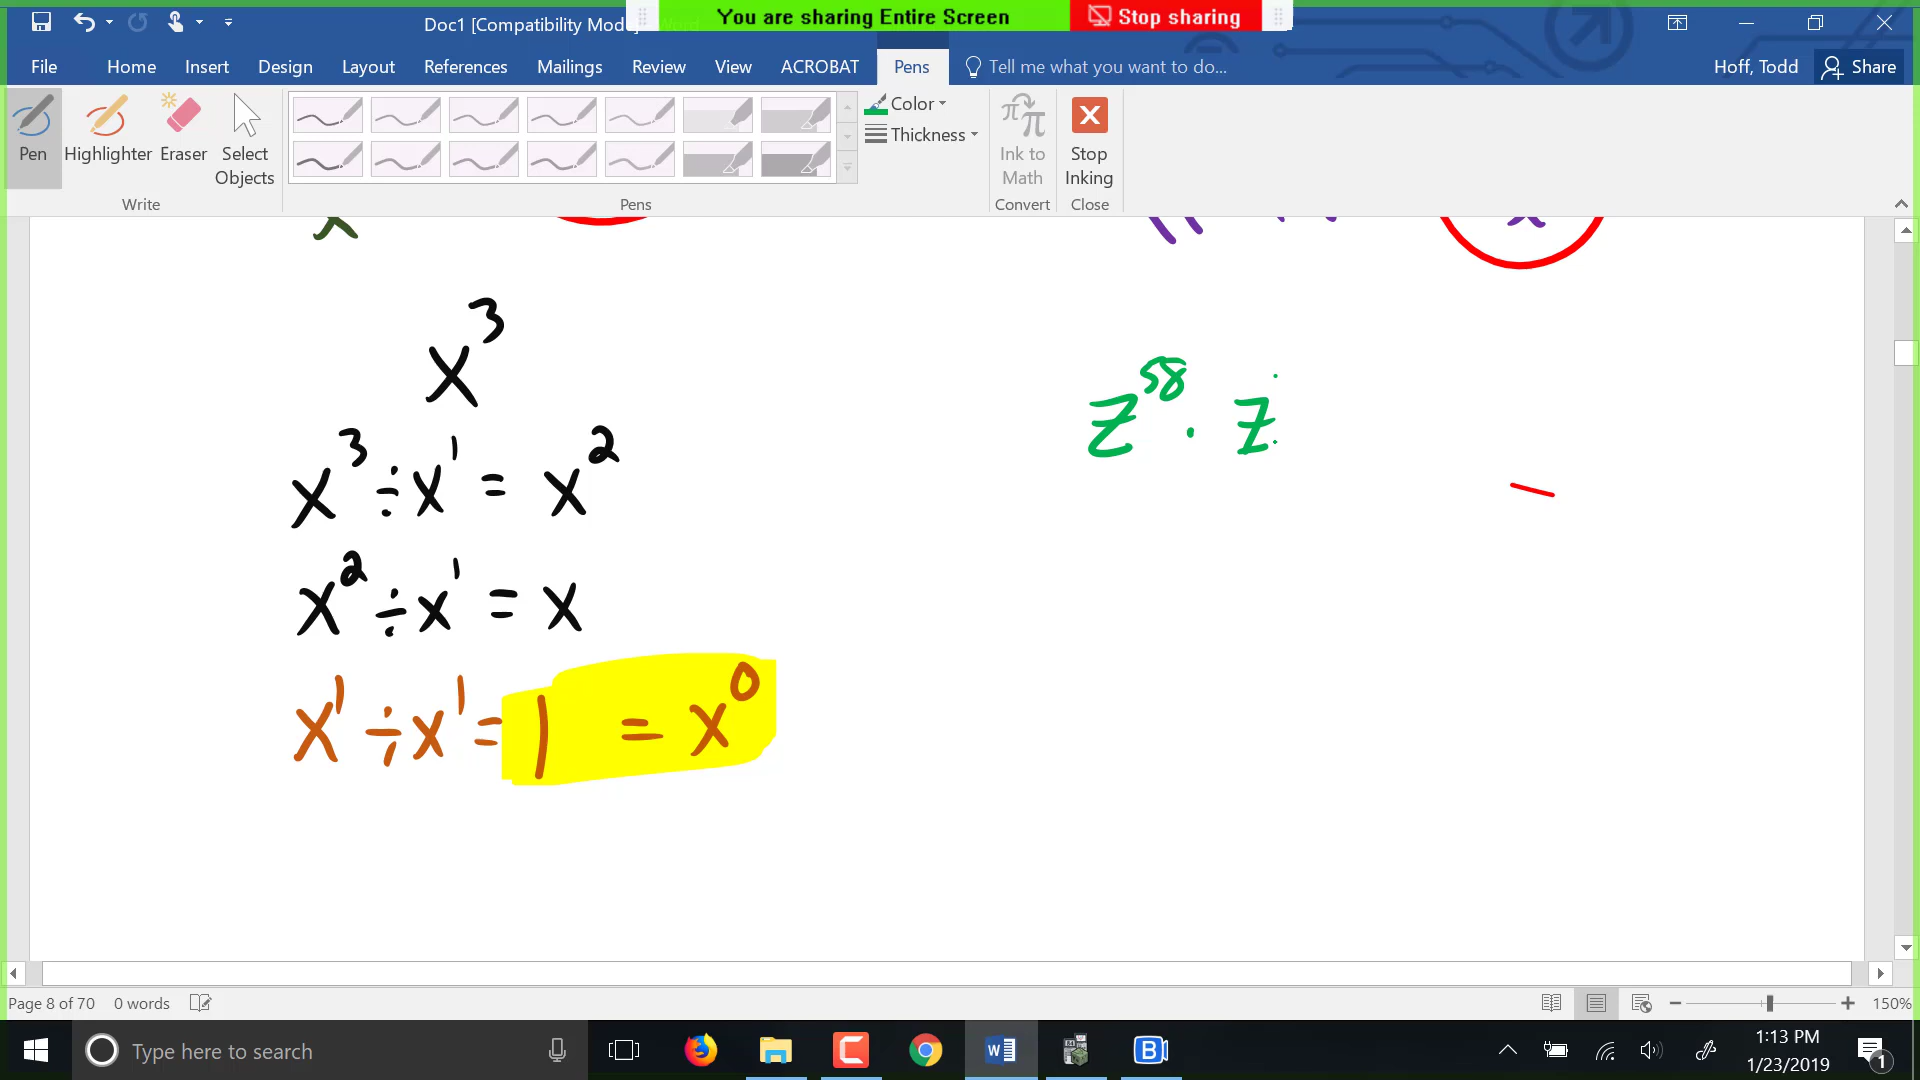 Doc1 [Compatibility Mode] - Word
You are sharing Entire Screen
Stop sharing
File Home Insert Design Layout References Mailings Review View ACROBAT Pens Tell me what you want to do... Hoff, Todd Share
Pen Highlighter Eraser Select Objects
Color
Thickness
Ink to Math
Stop Inking
Write Pens Convert Close
x x
x³
x³ ÷ x¹ = x²
x² ÷ x¹ = x
x¹ ÷ x¹ = 1 = x⁰
z⁵⁸ · z
Page 8 of 70 0 words 150%
Type here to search
1:13 PM
1/23/2019
1